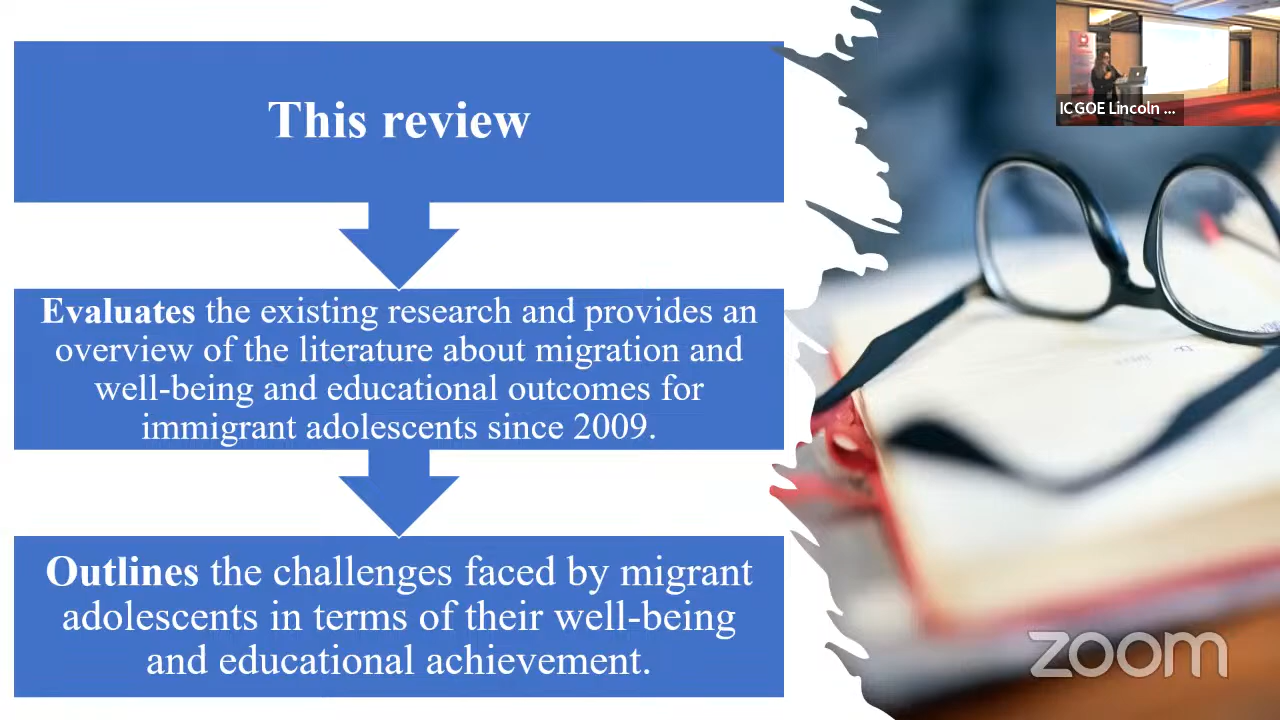 This review
Evaluates the existing research and provides an
overview of the literature about migration and
well-being and educational outcomes for
immigrant adolescents since 2009.
Outlines the challenges faced by migrant
adolescents in terms of their well-being
and educational achievement.
ICGOE Lincoln ...
zoom